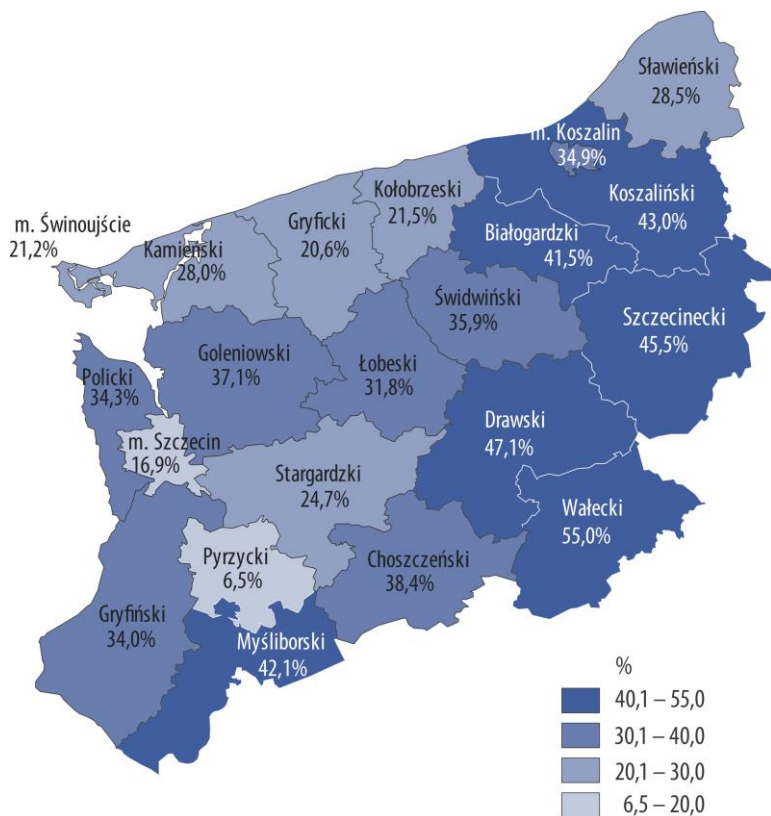 Sławieński
28,5%
m. Koszalin
34,9%
Koszaliński
43,0%
Kołobrzeski
21,5%
Białogardzki
41,5%
m. Świnoujście
21,2%
Kamieński
28,0%
Gryficki
20,6%
Świdwiński
35,9%
Szczecinecki
45,5%
Goleniowski
37,1%
Łobeski
31,8%
Policki
34,3%
Drawski
47,1%
m. Szczecin
16,9%
Stargardzki
24,7%
Wałecki
55,0%
Pyrzycki
6,5%
Choszczeński
38,4%
Gryfiński
34,0%
Myśliborski
42,1%
%
40,1 – 55,0
30,1 – 40,0
20,1 – 30,0
6,5 – 20,0